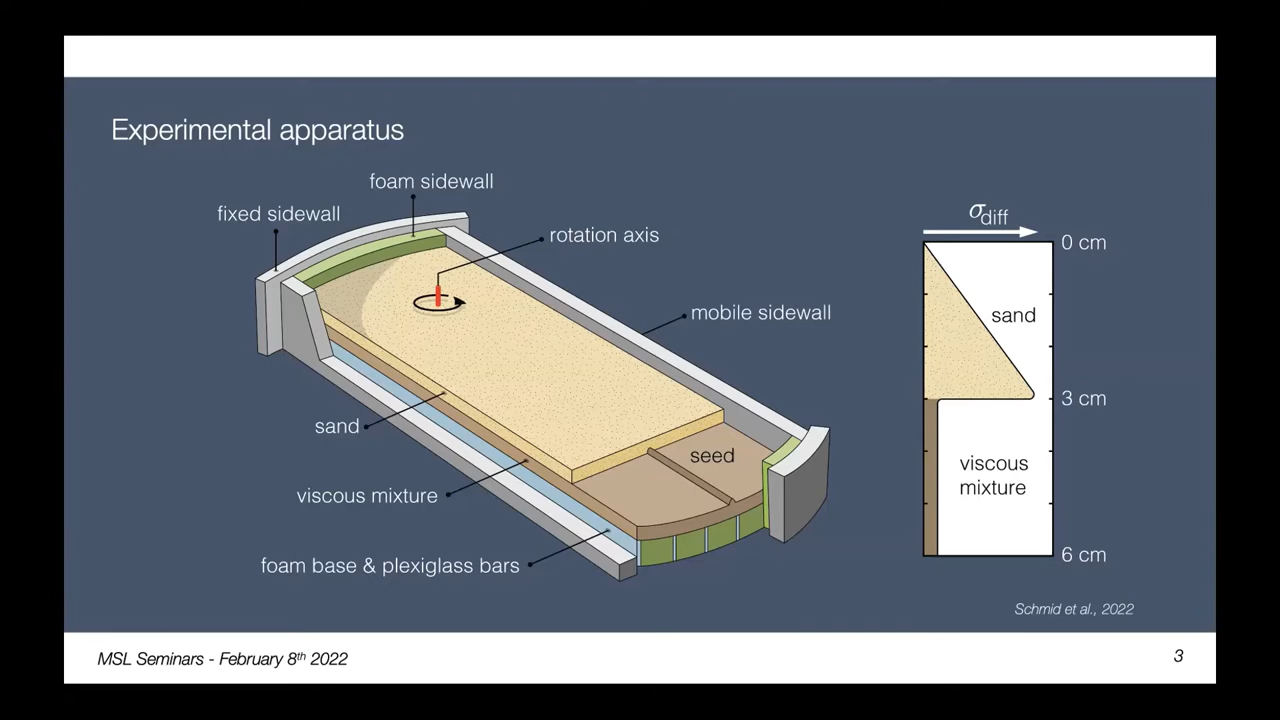 Experimental apparatus
foam sidewall
fixed sidewall
rotation axis
mobile sidewall
sand
seed
viscous mixture
foam base & plexiglass bars
σdiff
0 cm
sand
3 cm
viscous
mixture
6 cm
Schmid et al., 2022
MSL Seminars - February 8th 2022
3